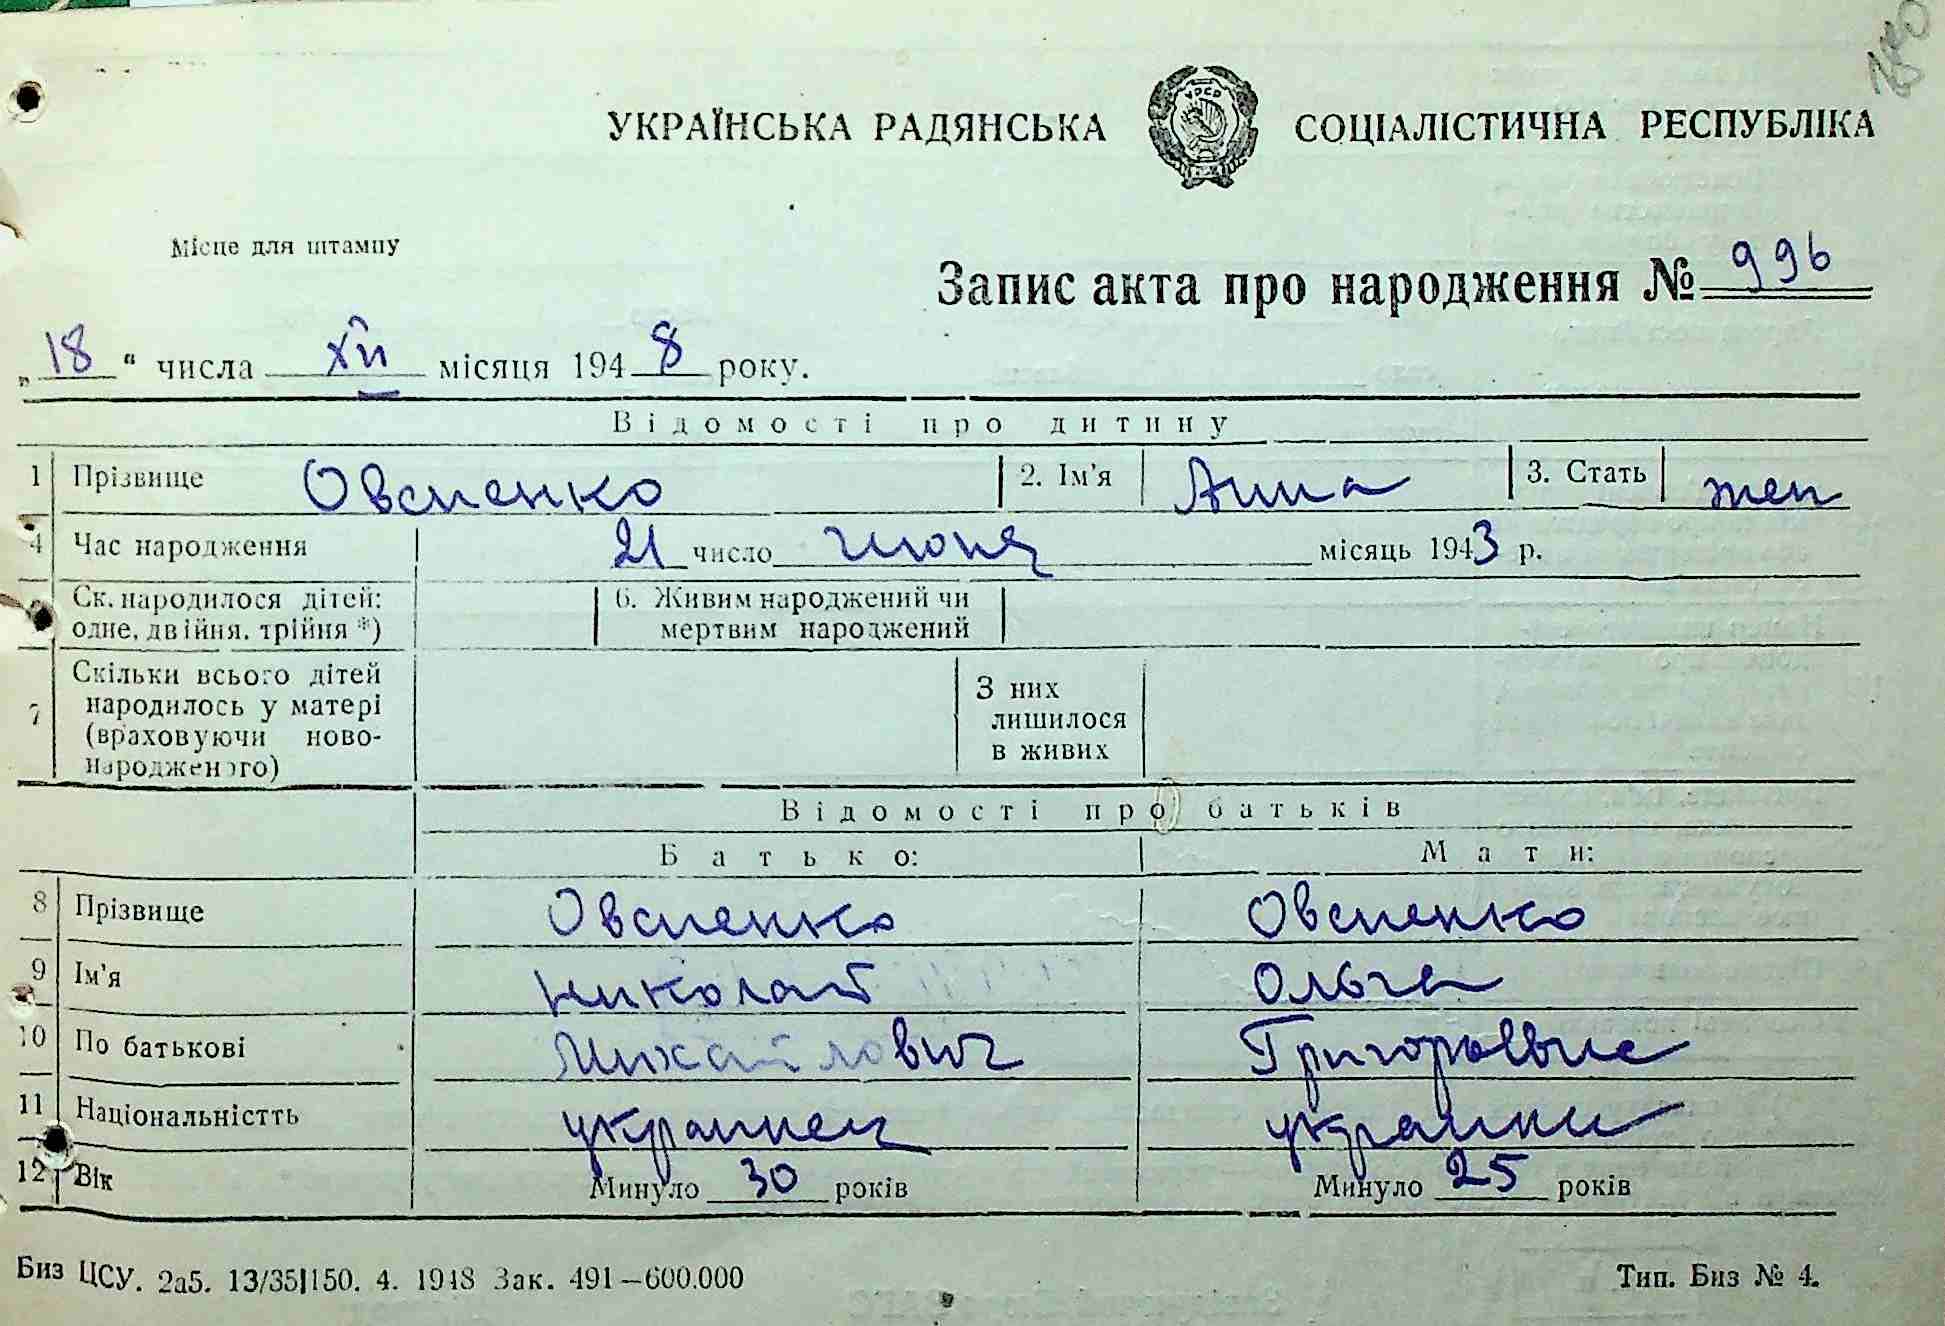 УКРАЇНСЬКА РАДЯНСЬКА СОЦІАЛІСТИЧНА РЕСПУБЛІКА
УРСР
Місце для штампу
Запис акта про народження № 996
„18“ числа XII місяця 1948 року.
Відомості про дитину
1 Прізвище Овсиенко 2. Ім'я Анна 3. Стать жен
4 Час народження 21 число июня місяць 1943 р.
Ск. народилося дітей: одне, двійня, трійня *) 6. Живим народжений чи мертвим народжений
7 Скільки всього дітей народилось у матері (враховуючи новонародженого) З них лишилося в живих
Відомості про батьків
Батько: Мати:
8 Прізвище Овсиенко Овсиенко
9 Ім'я Николай Ольга
10 По батькові Михайлович Григорьевне
11 Національністть украинец украинки
12 Вік Минуло 30 років Минуло 25 років
Биз ЦСУ. 2а5. 13/35|150. 4. 1948 Зак. 491—600.000 Тип. Биз № 4.